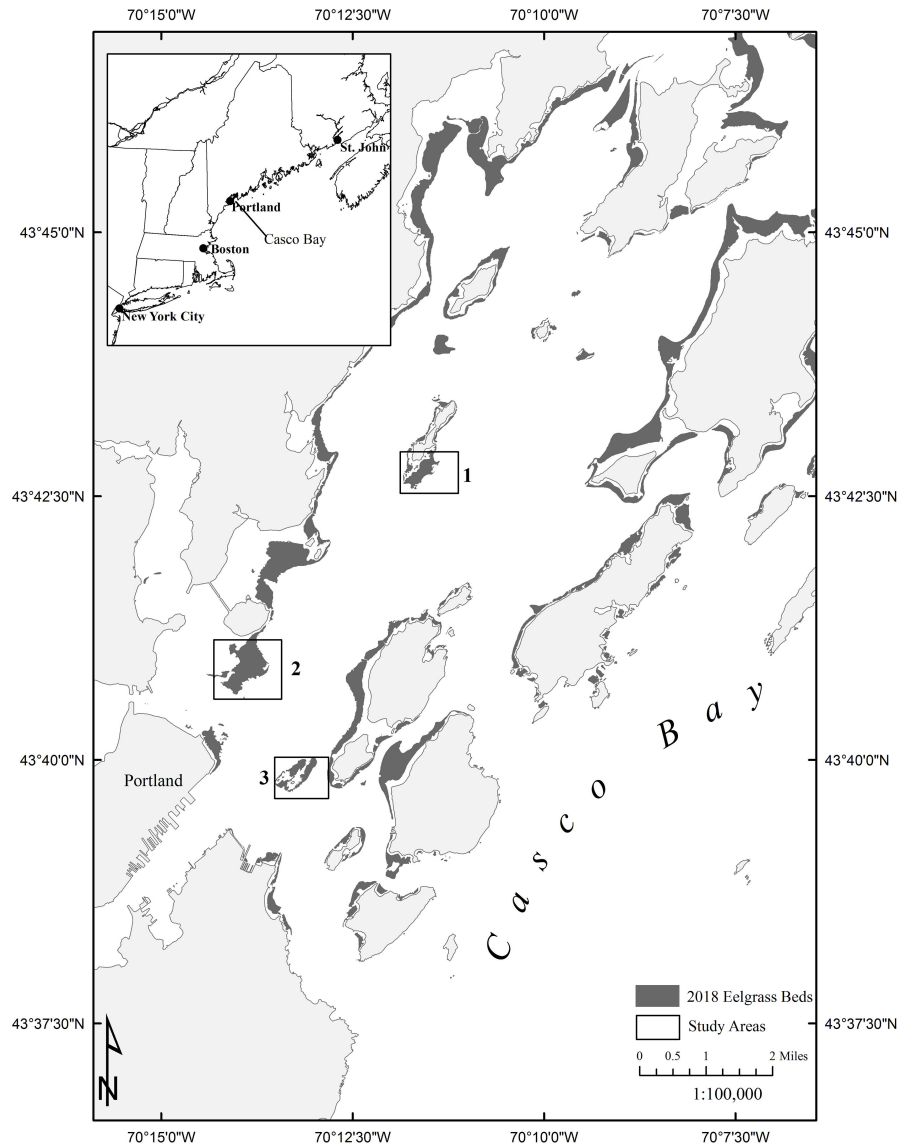 70°15'0"W 70°12'30"W 70°10'0"W 70°7'30"W
St. John
Portland
Casco Bay
Boston
New York City
43°45'0"N 43°45'0"N
1
43°42'30"N 43°42'30"N
2
43°40'0"N 43°40'0"N
3
Portland
Casco Bay
2018 Eelgrass Beds
Study Areas
43°37'30"N 43°37'30"N
0 0.5 1 2 Miles
1:100,000
N
70°15'0"W 70°12'30"W 70°10'0"W 70°7'30"W